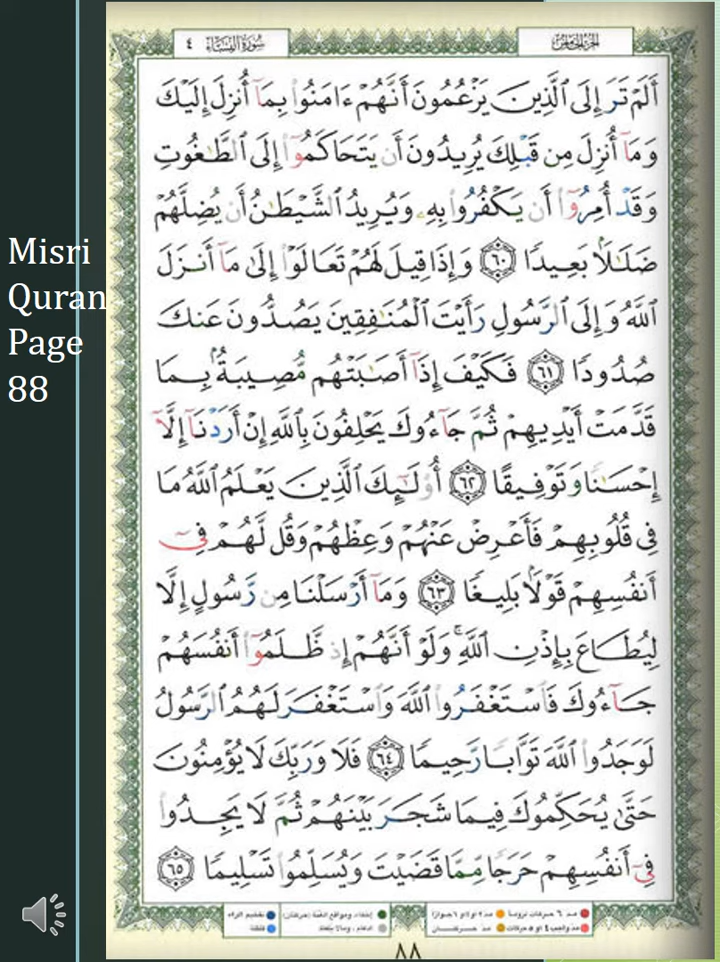 سُورَةُ النِّسَاءِ ٤
الجزء الخامس
أَلَمْ تَرَ إِلَى ٱلَّذِينَ يَزْعُمُونَ أَنَّهُمْ ءَامَنُوا۟ بِمَآ أُنزِلَ إِلَيْكَ
وَمَآ أُنزِلَ مِن قَبْلِكَ يُرِيدُونَ أَن يَتَحَاكَمُوٓا۟ إِلَى ٱلطَّـٰغُوتِ
وَقَدْ أُمِرُوٓا۟ أَن يَكْفُرُوا۟ بِهِۦ وَيُرِيدُ ٱلشَّيْطَـٰنُ أَن يُضِلَّهُمْ
ضَلَـٰلًۢا بَعِيدًا ٦٠ وَإِذَا قِيلَ لَهُمْ تَعَالَوْا۟ إِلَىٰ مَآ أَنزَلَ
ٱللَّهُ وَإِلَى ٱلرَّسُولِ رَأَيْتَ ٱلْمُنَـٰفِقِينَ يَصُدُّونَ عَنكَ
صُدُودًا ٦١ فَكَيْفَ إِذَآ أَصَـٰبَتْهُم مُّصِيبَةٌۢ بِمَا
قَدَّمَتْ أَيْدِيهِمْ ثُمَّ جَآءُوكَ يَحْلِفُونَ بِٱللَّهِ إِنْ أَرَدْنَآ إِلَّآ
إِحْسَـٰنًا وَتَوْفِيقًا ٦٢ أُو۟لَـٰٓئِكَ ٱلَّذِينَ يَعْلَمُ ٱللَّهُ مَا
فِى قُلُوبِهِمْ فَأَعْرِضْ عَنْهُمْ وَعِظْهُمْ وَقُل لَّهُمْ فِىٓ
أَنفُسِهِمْ قَوْلًۢا بَلِيغًا ٦٣ وَمَآ أَرْسَلْنَا مِن رَّسُولٍ إِلَّا
لِيُطَاعَ بِإِذْنِ ٱللَّهِ ۚ وَلَوْ أَنَّهُمْ إِذ ظَّلَمُوٓا۟ أَنفُسَهُمْ
جَآءُوكَ فَٱسْتَغْفَرُوا۟ ٱللَّهَ وَٱسْتَغْفَرَ لَهُمُ ٱلرَّسُولُ
لَوَجَدُوا۟ ٱللَّهَ تَوَّابًا رَّحِيمًا ٦٤ فَلَا وَرَبِّكَ لَا يُؤْمِنُونَ
حَتَّىٰ يُحَكِّمُوكَ فِيمَا شَجَرَ بَيْنَهُمْ ثُمَّ لَا يَجِدُوا۟
فِىٓ أَنفُسِهِمْ حَرَجًا مِّمَّا قَضَيْتَ وَيُسَلِّمُوا۟ تَسْلِيمًا ٦٥
٨٨
Misri
Quran
Page
88